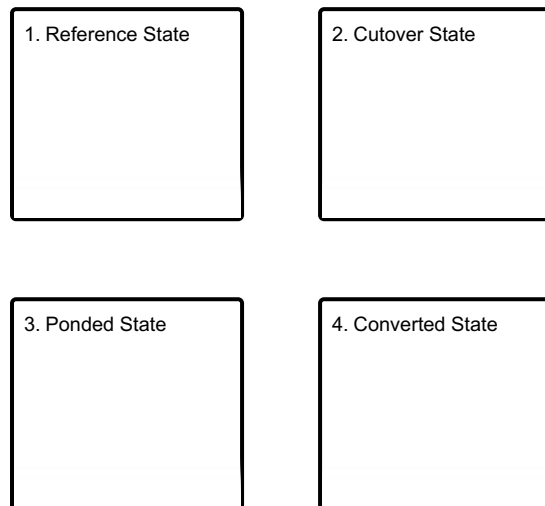 1. Reference State
2. Cutover State
3. Ponded State
4. Converted State